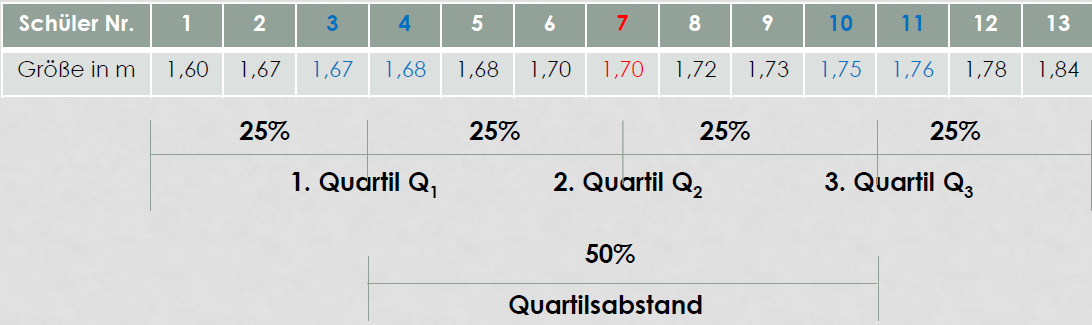 Schüler Nr. 1 2 3 4 5 6 7 8 9 10 11 12 13
Größe in m 1,60 1,67 1,67 1,68 1,68 1,70 1,70 1,72 1,73 1,75 1,76 1,78 1,84
25% 25% 25% 25%
1. Quartil Q1 2. Quartil Q2 3. Quartil Q3
50%
Quartilsabstand